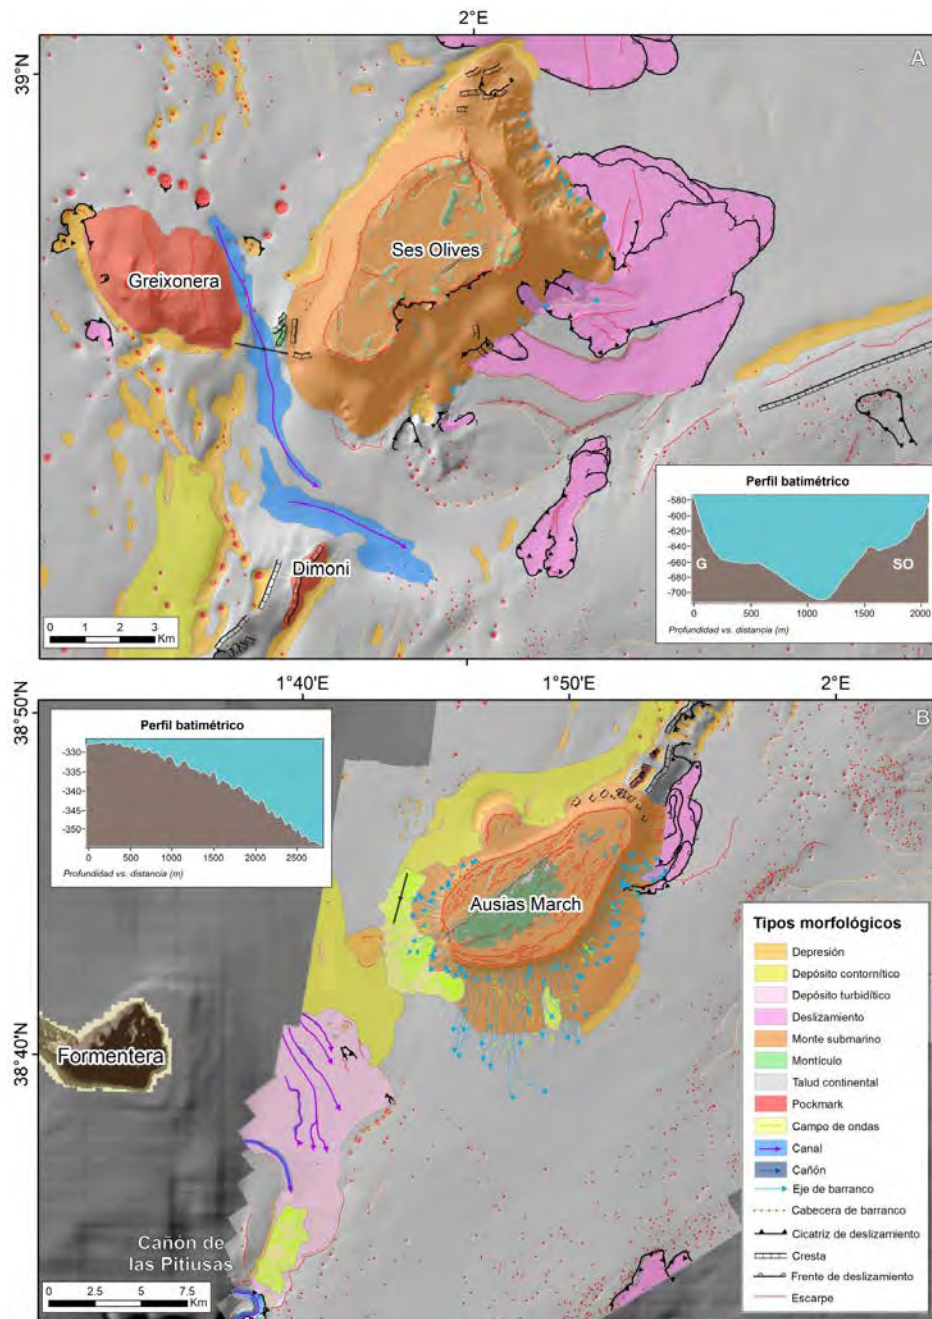 2°E
39°N
A
Ses Olives
Greixonera
Dimoni
0 1 2 3
Km
Perfil batimétrico
-580
-600
-620
-640
-660
-680
-700
G
SO
0 500 1000 1500 2000
Profundidad vs. distancia (m)
1°40'E 1°50'E 2°E
38°50'N
B
Perfil batimétrico
-330
-335
-340
-345
-350
0 500 1000 1500 2000 2500
Profundidad vs. distancia (m)
Ausias March
38°40'N
Formentera
Cañón de
las Pitiusas
0 2.5 5 7.5
Km
Tipos morfológicos
Depresión
Depósito contornítico
Depósito turbidítico
Deslizamiento
Monte submarino
Montículo
Talud continental
Pockmark
Campo de ondas
Canal
Cañón
Eje de barranco
Cabecera de barranco
Cicatriz de deslizamiento
Cresta
Frente de deslizamiento
Escarpe